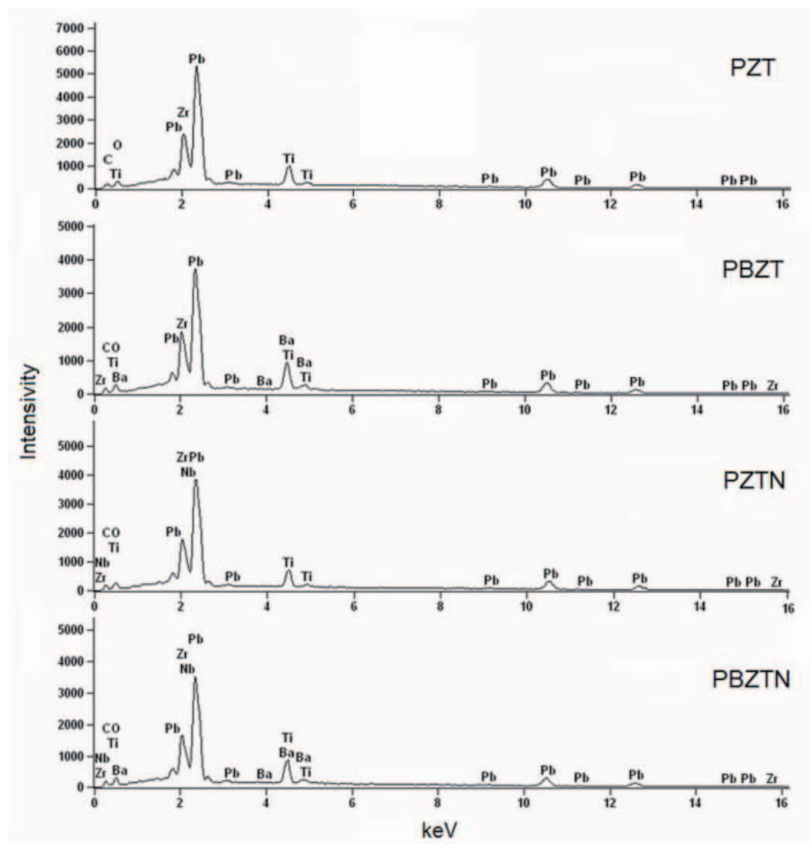 7000
6000
5000
4000
3000
2000
1000
0
PZT
Pb
Zr
Pb
O
C
Ti
Pb
Ti
Ti
Pb
Pb
Pb
Pb
Pb Pb
0 2 4 6 8 10 12 14 16
5000
4000
3000
2000
1000
0
PBZT
Pb
Zr
Pb
CO
Ti
Zr
Ba
Pb
Ba
Ba
Ti
Ba
Ti
Pb
Pb
Pb
Pb
Pb Pb Zr
0 2 4 6 8 10 12 14 16
Intensivity
5000
4000
3000
2000
1000
0
PZTN
ZrPb
Nb
Pb
CO
Ti
Nb
Zr
Pb
Ti
Ti
Pb
Pb
Pb
Pb
Pb Pb Zr
0 2 4 6 8 10 12 14 16
5000
4000
3000
2000
1000
0
PBZTN
Pb
Zr
Nb
Pb
CO
Ti
Nb
Zr
Ba
Pb
Ba
Ti
Ba Ba
Ti
Pb
Pb
Pb
Pb
Pb Pb Zr
0 2 4 6 8 10 12 14 16
keV